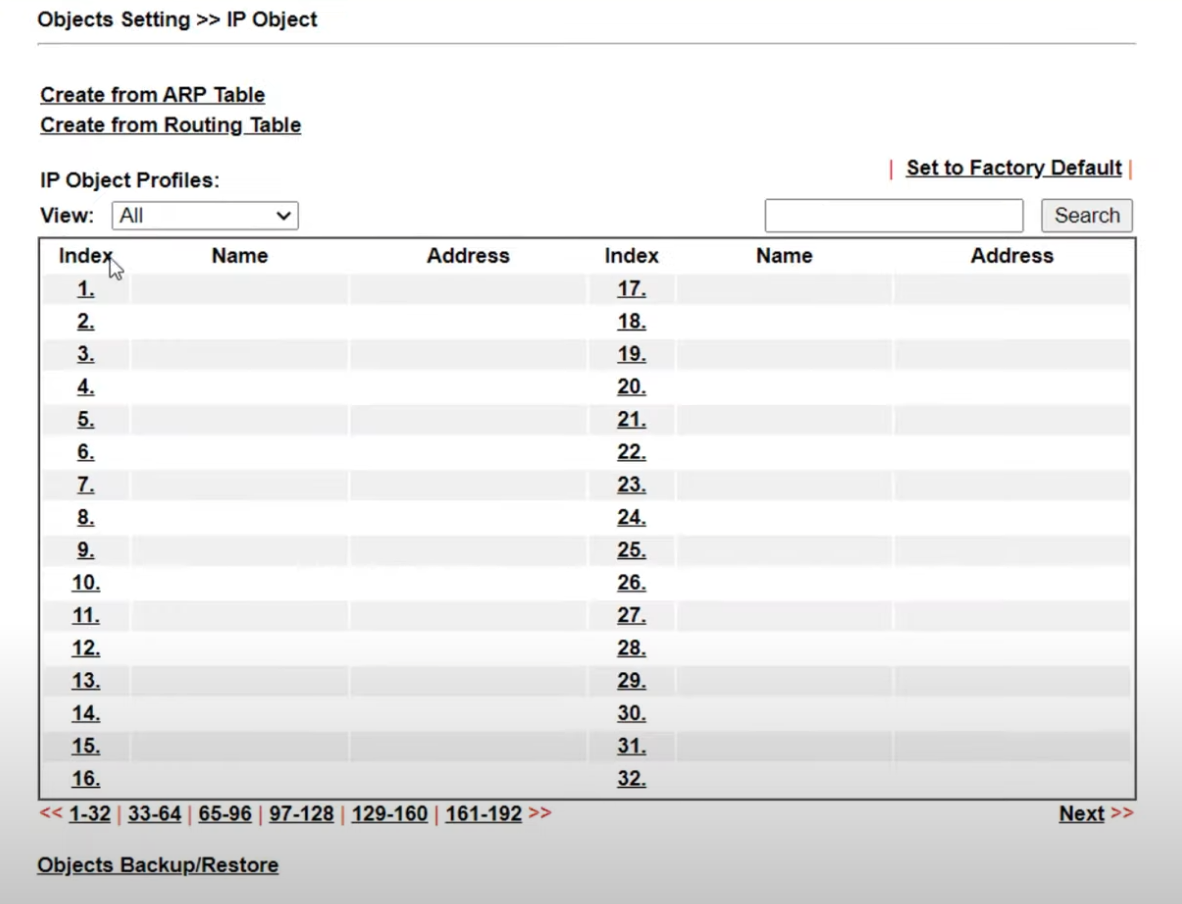 Objects Setting >> IP Object
Create from ARP Table
Create from Routing Table
| Set to Factory Default |
IP Object Profiles:
View: All Search
Index Name Address Index Name Address
1. 17.
2. 18.
3. 19.
4. 20.
5. 21.
6. 22.
7. 23.
8. 24.
9. 25.
10. 26.
11. 27.
12. 28.
13. 29.
14. 30.
15. 31.
16. 32.
<< 1-32 | 33-64 | 65-96 | 97-128 | 129-160 | 161-192 >> Next >>
Objects Backup/Restore